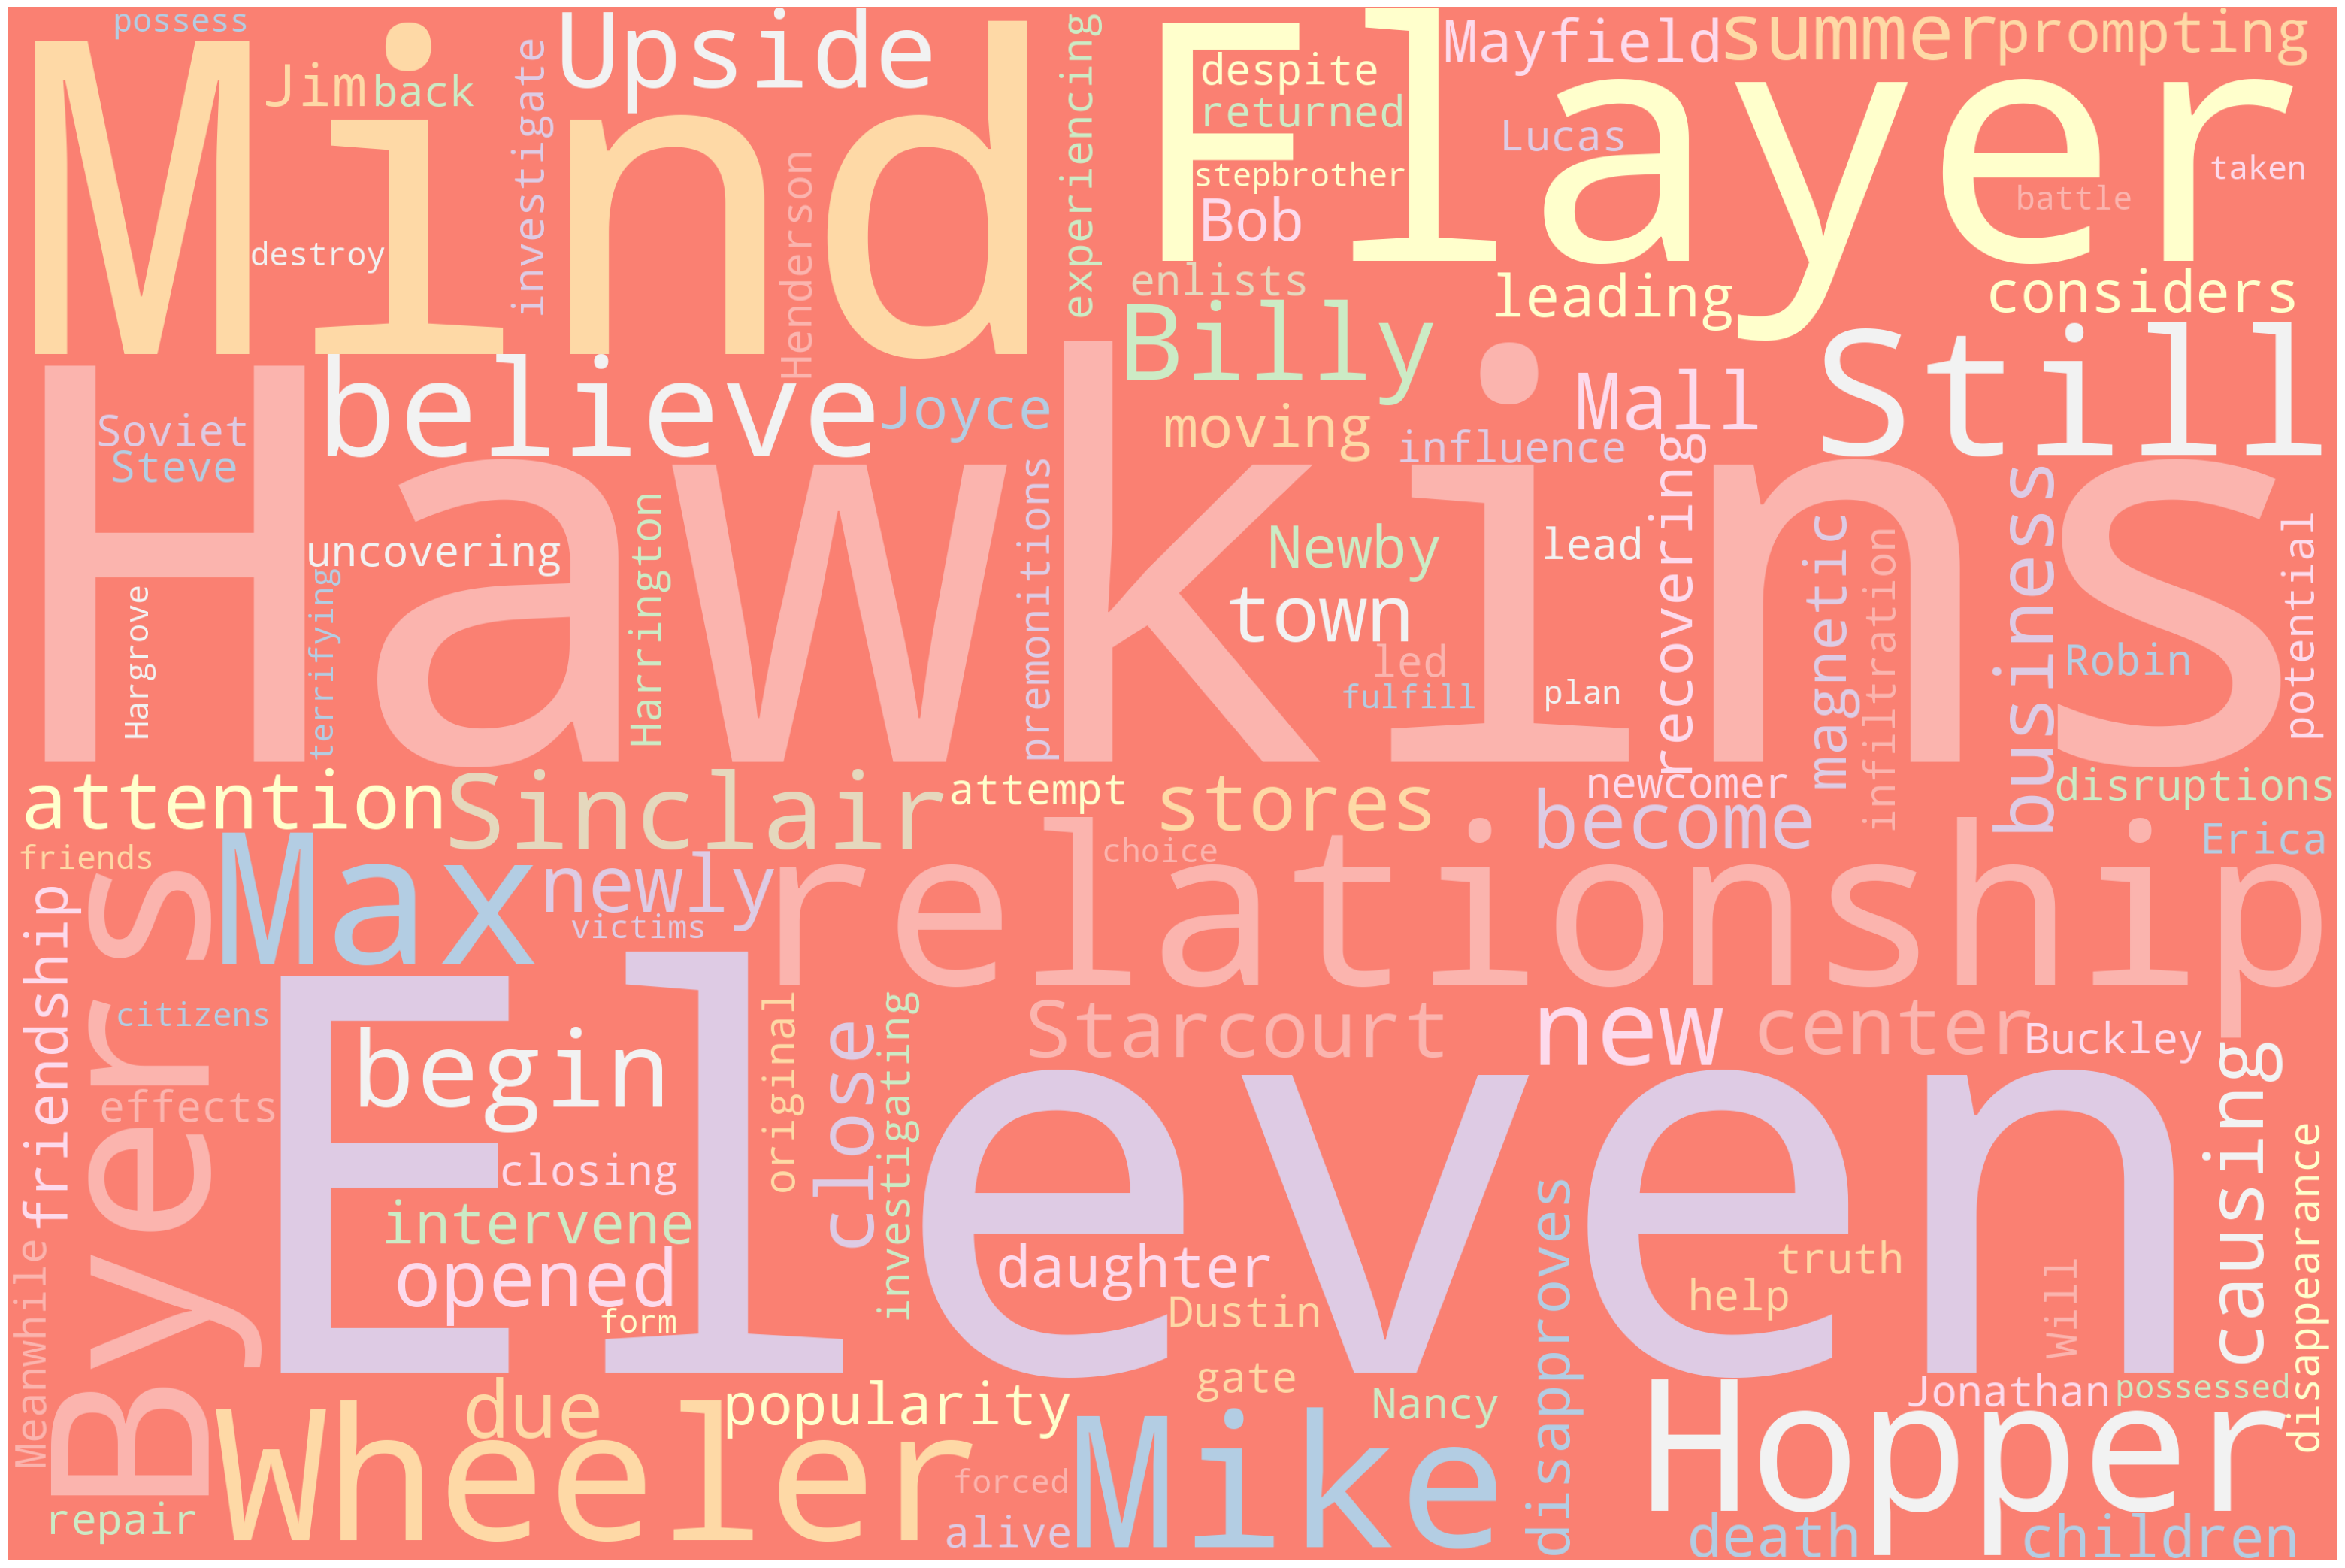 possess
Jim
back
investigate
Upside
Mind
destroy
Henderson
experiencing
Flayer
despite
returned
stepbrother
Bob
enlists
Mayfield
summer
prompting
Lucas
taken
battle
leading
considers
Billy
Still
believe
Joyce
Soviet
Steve
moving
influence
Mall
Hawkins
uncovering
Harrington
premonitions
Hargrove
terrifying
Newby
town
led
fulfill
lead
plan
recovering
magnetic
infiltration
business
Robin
potential
attention
Sinclair
attempt
stores
newcomer
become
disruptions
Erica
friends
Max
newly
victims
choice
relationship
friendship
Byers
citizens
effects
begin
closing
intervene
opened
form
Eleven
original
close
investigating
Starcourt
new
center
Buckley
causing
daughter
Dustin
disapproves
truth
help
Will
disappearance
Meanwhile
repair
Wheeler
due
popularity
forced
alive
gate
Mike
Nancy
Jonathan
possessed
Hopper
death
children